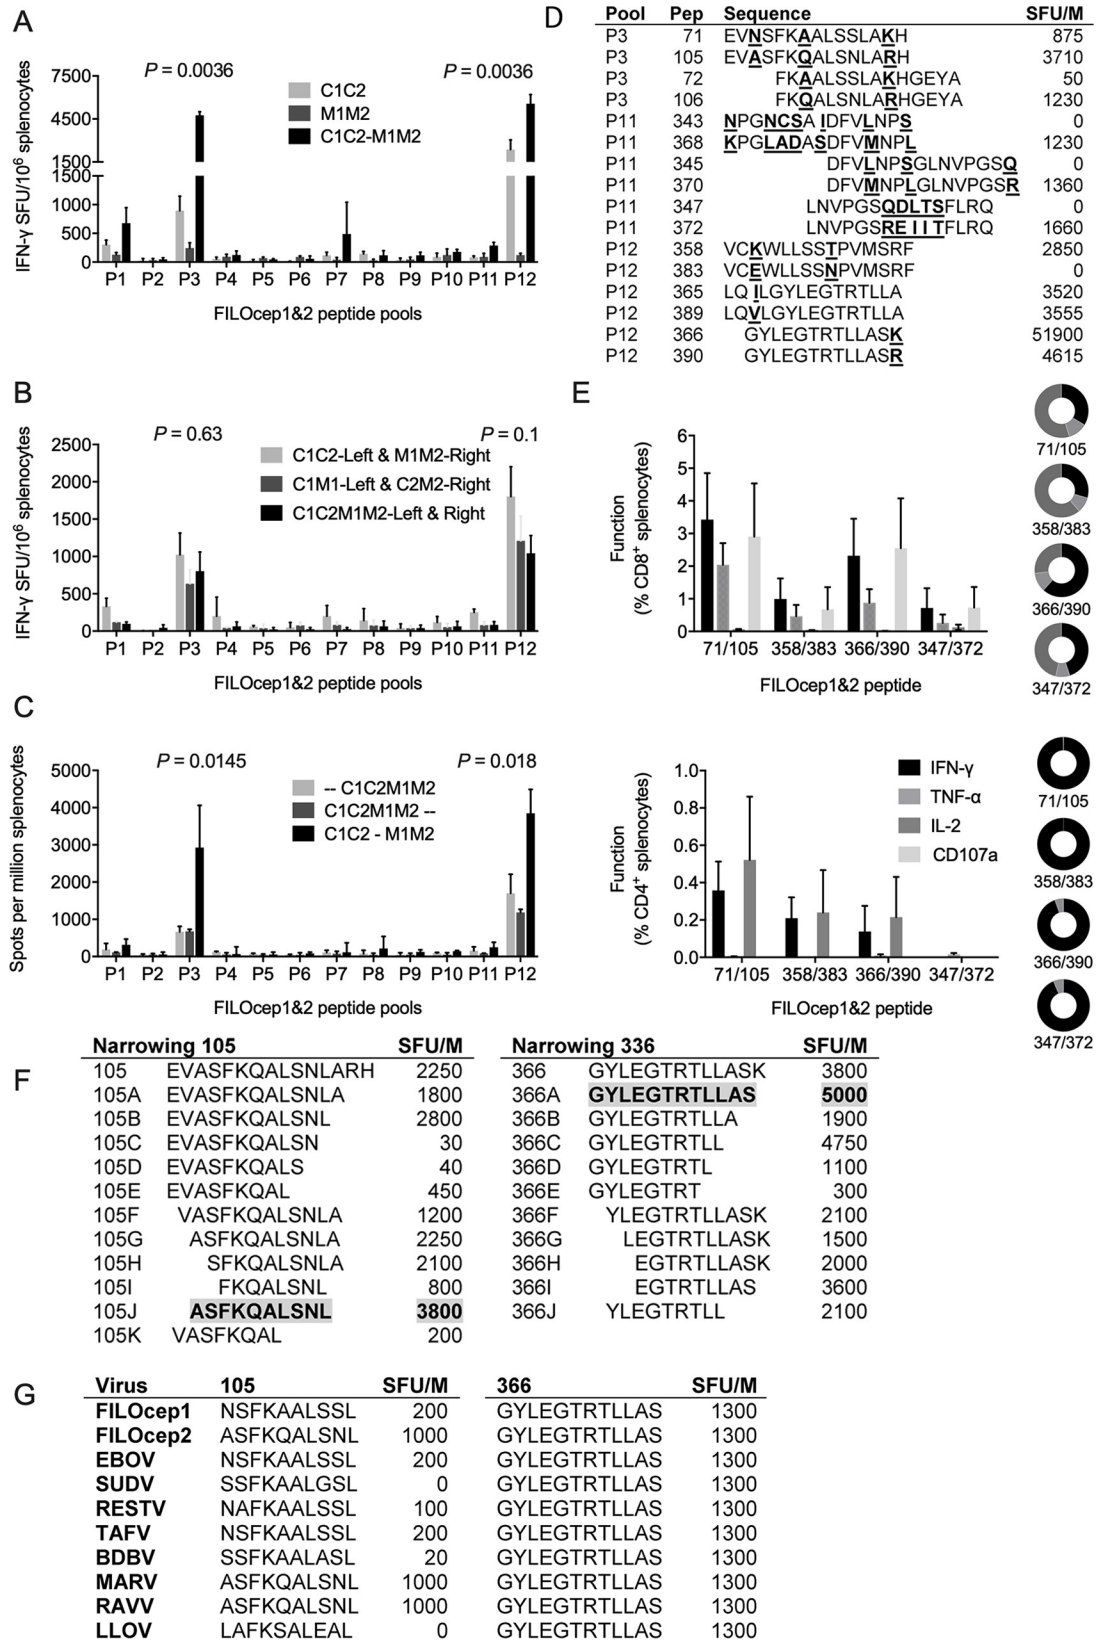 A
P = 0.0036
P = 0.0036
C1C2
M1M2
C1C2-M1M2
IFN-γ SFU/10⁶ splenocytes
7500
4500
1500
1000
500
0
P1 P2 P3 P4 P5 P6 P7 P8 P9 P10 P11 P12
FILOcep1&2 peptide pools
B
P = 0.63
P = 0.1
C1C2-Left & M1M2-Right
C1M1-Left & C2M2-Right
C1C2M1M2-Left & Right
IFN-γ SFU/10⁶ splenocytes
2500
2000
1500
1000
500
0
P1 P2 P3 P4 P5 P6 P7 P8 P9 P10 P11 P12
FILOcep1&2 peptide pools
C
P = 0.0145
P = 0.018
-- C1C2M1M2
C1C2M1M2 --
C1C2 - M1M2
Spots per million splenocytes
5000
4000
3000
2000
1000
0
P1 P2 P3 P4 P5 P6 P7 P8 P9 P10 P11 P12
FILOcep1&2 peptide pools
D
Pool Pep Sequence SFU/M
P3 71 EVNSFKAALSSLAKH 875
P3 105 EVASFKQALSNLARH 3710
P3 72 FKAALSSLAKHGEYA 50
P3 106 FKQALSNLARHGEYA 1230
P11 343 NPGNCSA IDFVLNPS 0
P11 368 KPGLADASDFVMNPL 1230
P11 345 DFVLNPSGLNVPGSQ 0
P11 370 DFVMNPLGLNVPGSR 1360
P11 347 LNVPGSQDLTSFLRQ 0
P11 372 LNVPGSREIITFLRQ 1660
P12 358 VCKWLLSSTPVMSRF 2850
P12 383 VCEWLLSSNPVMSRF 0
P12 365 LQILGYLEGTRTLLA 3520
P12 389 LQVLGYLEGTRTLLA 3555
P12 366 GYLEGTRTLLASK 51900
P12 390 GYLEGTRTLLASR 4615
E
Function
(% CD8⁺ splenocytes)
6
5
4
3
2
1
0
71/105 358/383 366/390 347/372
FILOcep1&2 peptide
71/105
358/383
366/390
347/372
Function
(% CD4⁺ splenocytes)
1.0
0.8
0.6
0.4
0.2
0.0
IFN-γ
TNF-α
IL-2
CD107a
71/105 358/383 366/390 347/372
FILOcep1&2 peptide
71/105
358/383
366/390
347/372
F
Narrowing 105 SFU/M
105 EVASFKQALSNLARH 2250
105A EVASFKQALSNLA 1800
105B EVASFKQALSNL 2800
105C EVASFKQALSN 30
105D EVASFKQALS 40
105E EVASFKQAL 450
105F VASFKQALSNLA 1200
105G ASFKQALSNLA 2250
105H SFKQALSNLA 2100
105I FKQALSNL 800
105J ASFKQALSNL 3800
105K VASFKQAL 200
Narrowing 336 SFU/M
366 GYLEGTRTLLASK 3800
366A GYLEGTRTLLAS 5000
366B GYLEGTRTLLA 1900
366C GYLEGTRTLL 4750
366D GYLEGTRTL 1100
366E GYLEGTRT 300
366F YLEGTRTLLASK 2100
366G LEGTRTLLASK 1500
366H EGTRTLLASK 2000
366I EGTRTLLAS 3600
366J YLEGTRTLL 2100
G
Virus 105 SFU/M 366 SFU/M
FILOcep1 NSFKAALSSL 200 GYLEGTRTLLAS 1300
FILOcep2 ASFKQALSNL 1000 GYLEGTRTLLAS 1300
EBOV NSFKAALSSL 200 GYLEGTRTLLAS 1300
SUDV SSFKAALGSL 0 GYLEGTRTLLAS 1300
RESTV NAFKAALSSL 100 GYLEGTRTLLAS 1300
TAFV NSFKAALSSL 200 GYLEGTRTLLAS 1300
BDBV SSFKAALASL 20 GYLEGTRTLLAS 1300
MARV ASFKQALSNL 1000 GYLEGTRTLLAS 1300
RAVV ASFKQALSNL 1000 GYLEGTRTLLAS 1300
LLOV LAFKSALEAL 0 GYLEGTRTLLAS 1300